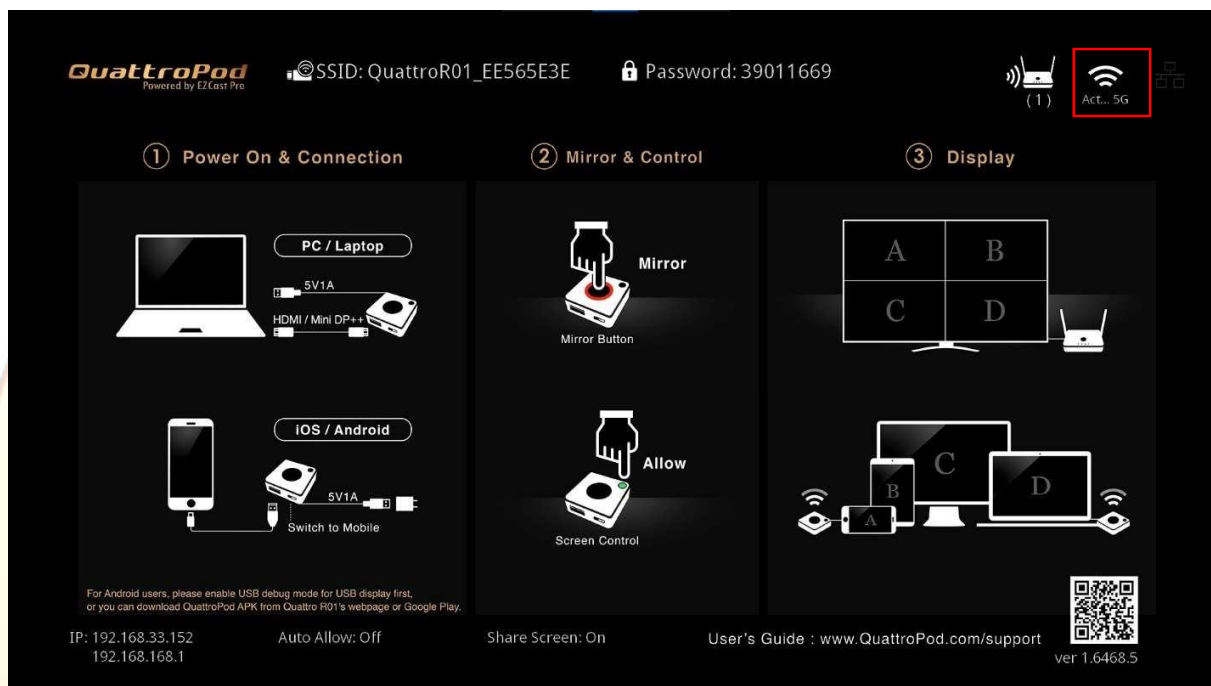 QuattroPod
Powered by EZCast Pro
SSID: QuattroR01_EE565E3E
Password: 39011669
(1)
Act... 5G
1 Power On & Connection
2 Mirror & Control
3 Display
PC / Laptop
5V1A
HDMI / Mini DP++
iOS / Android
5V1A
Switch to Mobile
For Android users, please enable USB debug mode for USB display first,
or you can download QuattroPod APK from Quattro R01's webpage or Google Play.
Mirror
Mirror Button
Allow
Screen Control
A B
C D
A
B
C
D
IP: 192.168.33.152
192.168.168.1
Auto Allow: Off
Share Screen: On
User's Guide : www.QuattroPod.com/support
ver 1.6468.5